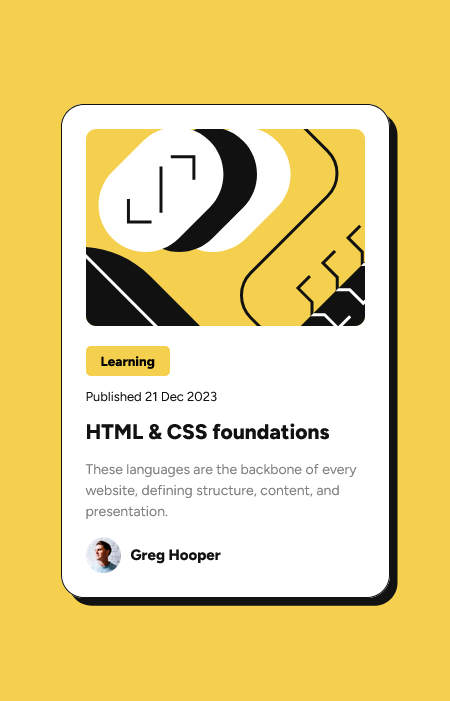 Learning
Published 21 Dec 2023
HTML & CSS foundations
These languages are the backbone of every
website, defining structure, content, and
presentation.
Greg Hooper